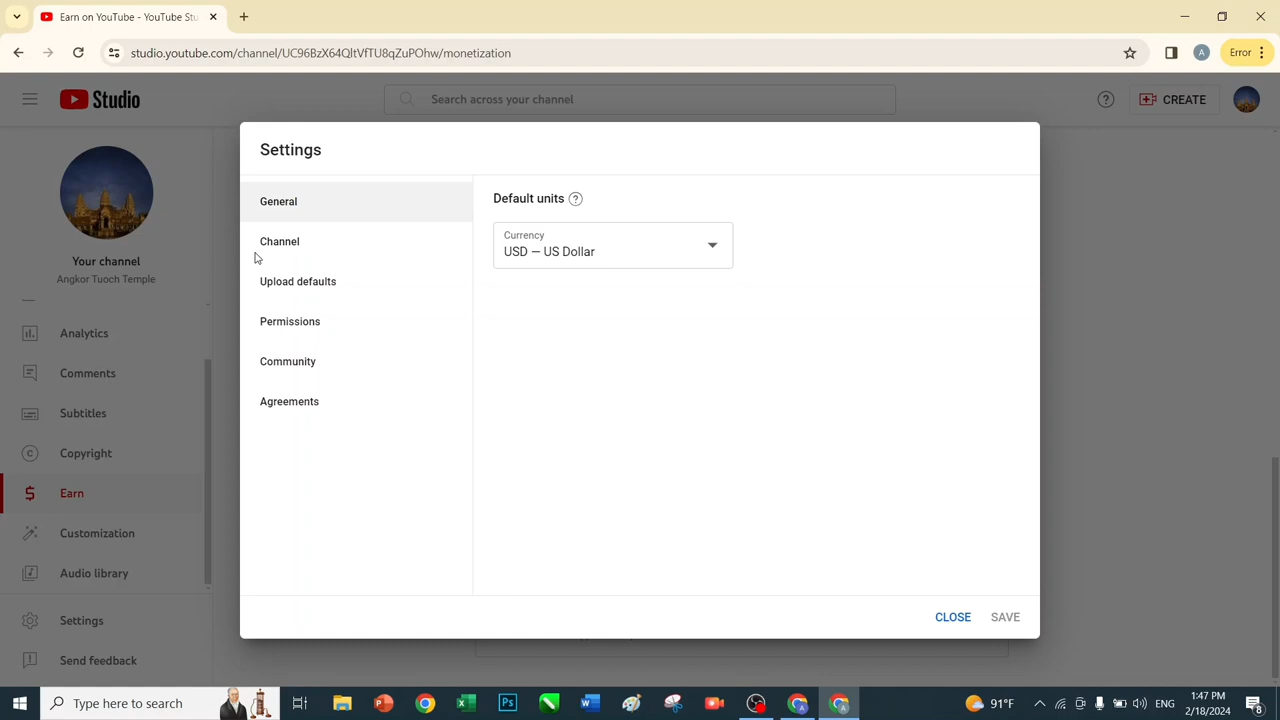 Earn on YouTube - YouTube Stu
studio.youtube.com/channel/UC96BzX64QltVfTU8qZuPOhw/monetization
A
Error
Studio
Search across your channel
CREATE
Settings
General
Channel
Upload defaults
Permissions
Community
Agreements
Default units
Currency
USD — US Dollar
CLOSE
SAVE
Your channel
Angkor Tuoch Temple
Analytics
Comments
Subtitles
Copyright
Earn
Customization
Audio library
Settings
Send feedback
Type here to search
Ps
91°F
ENG
1:47 PM
2/18/2024
8